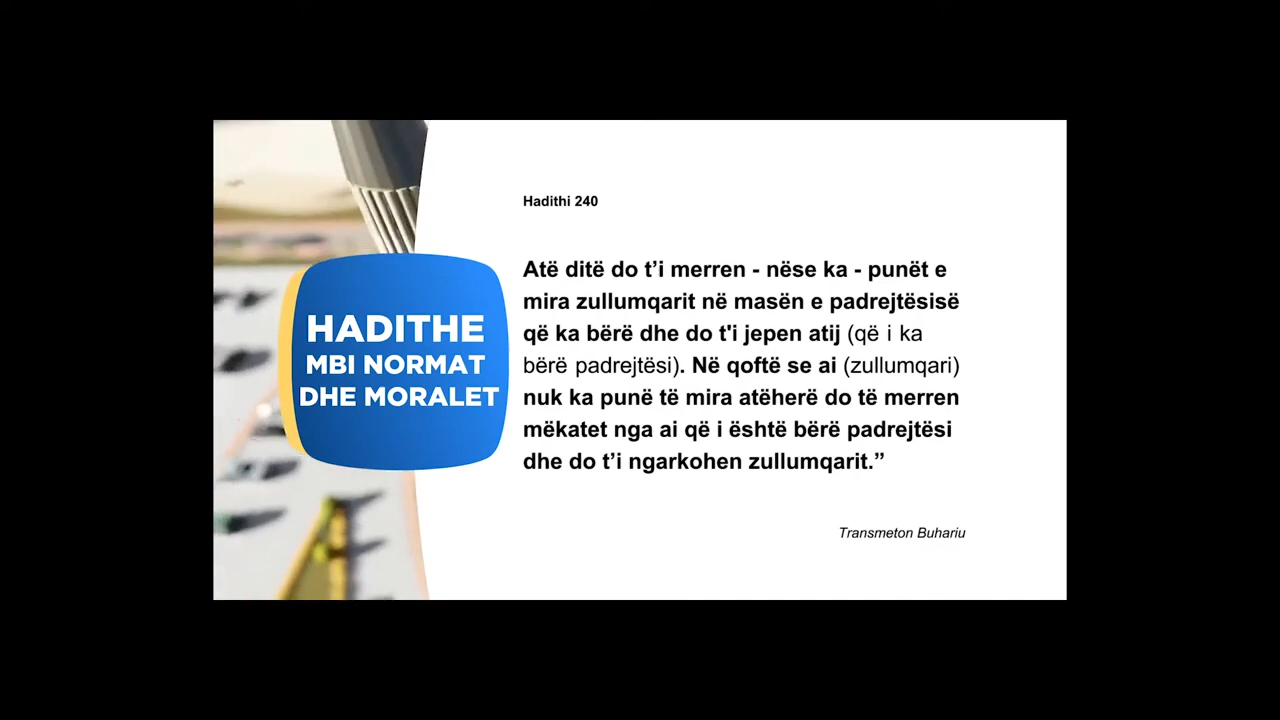 Hadithi 240
HADITHE
MBI NORMAT
DHE MORALET
Atë ditë do t’i merren - nëse ka - punët e
mira zullumqarit në masën e padrejtësisë
që ka bërë dhe do t'i jepen atij (që i ka
bërë padrejtësi). Në qoftë se ai (zullumqari)
nuk ka punë të mira atëherë do të merren
mëkatet nga ai që i është bërë padrejtësi
dhe do t’i ngarkohen zullumqarit.”
Transmeton Buhariu